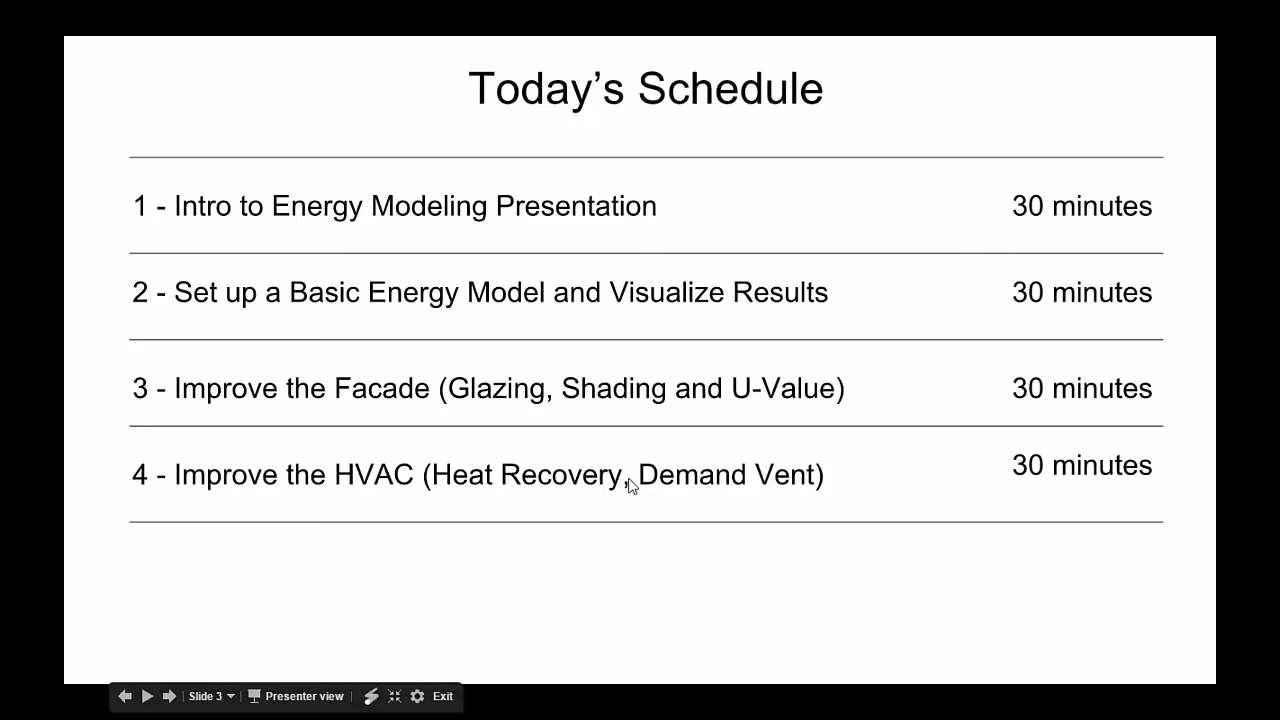 Today’s Schedule
1 - Intro to Energy Modeling Presentation 30 minutes
2 - Set up a Basic Energy Model and Visualize Results 30 minutes
3 - Improve the Facade (Glazing, Shading and U-Value) 30 minutes
4 - Improve the HVAC (Heat Recovery, Demand Vent) 30 minutes
Slide 3 Presenter view Exit